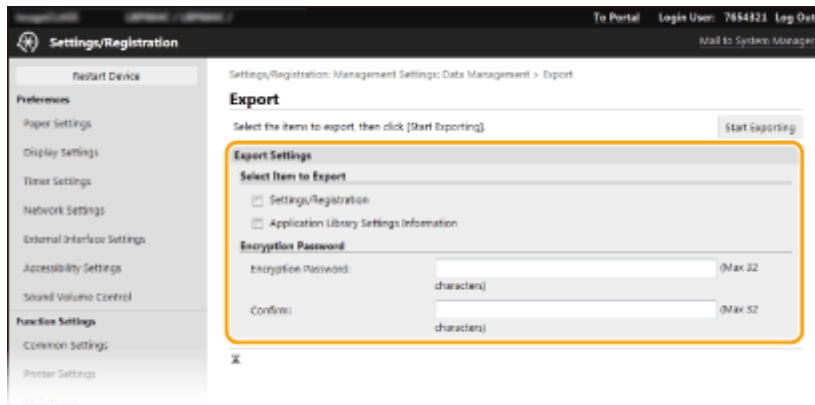 To Portal Login User: 7654321 Log Out
Settings/Registration
Mail to System Manager
Restart Device
Preferences
Paper Settings
Display Settings
Timer Settings
Network Settings
External Interface Settings
Accessibility Settings
Sound Volume Control
Function Settings
Common Settings
Printer Settings
Settings/Registration: Management Settings: Data Management > Export
Export
Select the items to export, then click [Start Exporting].
Start Exporting
Export Settings
Select Item to Export
Settings/Registration
Application Library Settings Information
Encryption Password
Encryption Password:
(Max 32
characters)
Confirm:
(Max 32
characters)